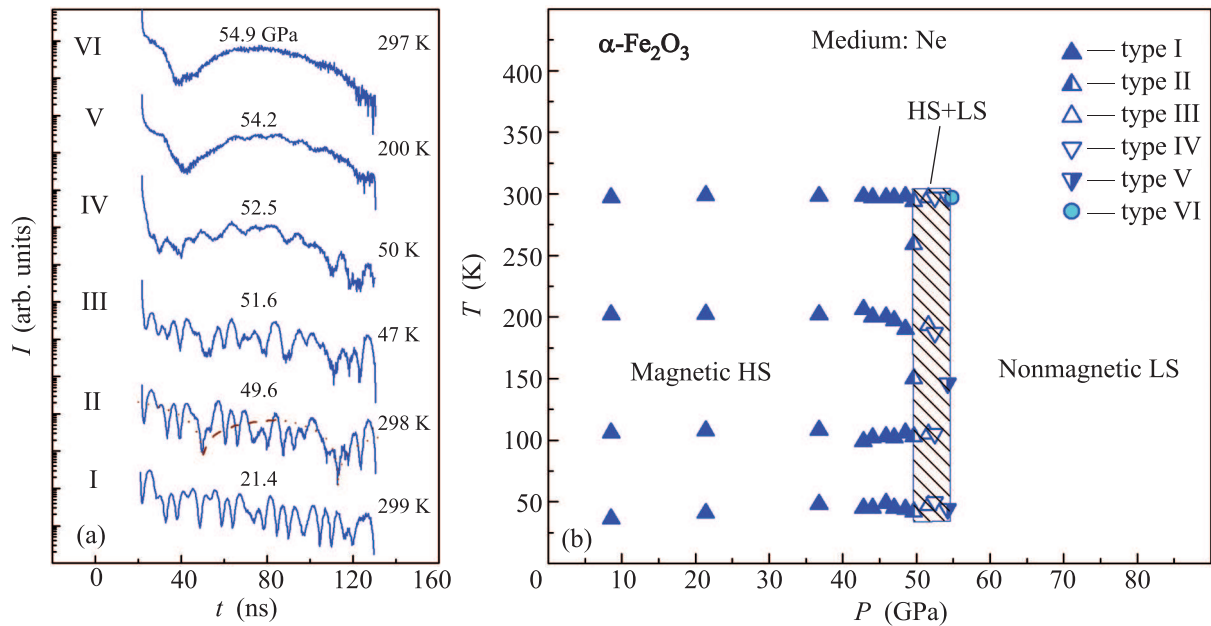 VI
54.9 GPa
297 K
V
54.2
200 K
IV
52.5
50 K
III
51.6
47 K
II
49.6
298 K
I
21.4
299 K
(a)
I (arb. units)
0 40 80 120 160
t (ns)
α-Fe₂O₃
Medium: Ne
HS+LS
type I
type II
type III
type IV
type V
type VI
Magnetic HS
Nonmagnetic LS
(b)
T (K)
400
350
300
250
200
150
100
50
0 10 20 30 40 50 60 70 80
P (GPa)